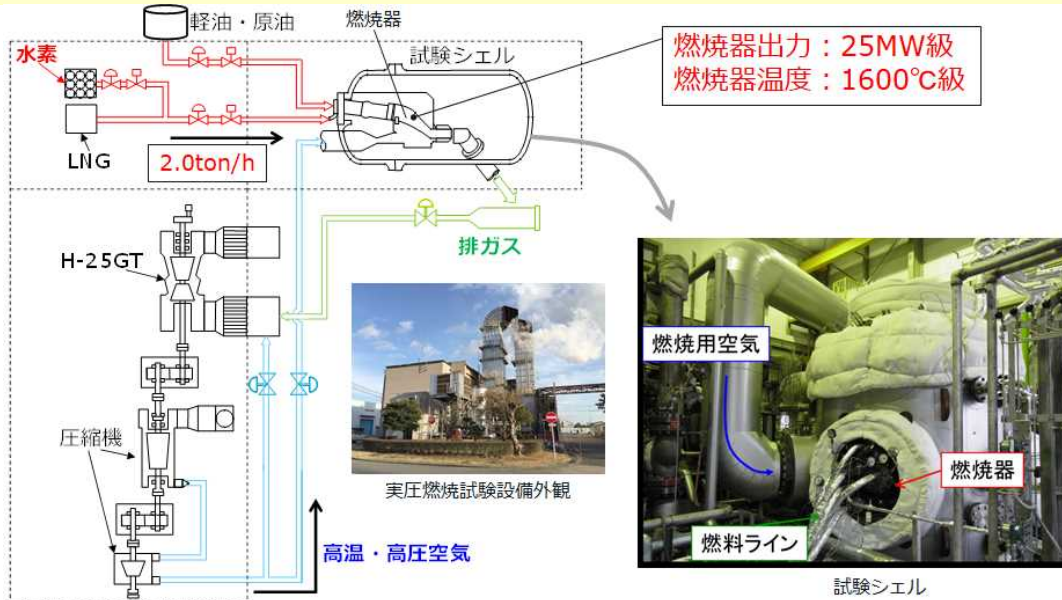 軽油・原油
燃焼器
試験シェル
燃焼器出力：25MW級
燃焼器温度：1600℃級
水素
LNG
2.0ton/h
排ガス
H-25GT
圧縮機
高温・高圧空気
実圧燃焼試験設備外観
燃焼用空気
燃焼器
燃料ライン
試験シェル